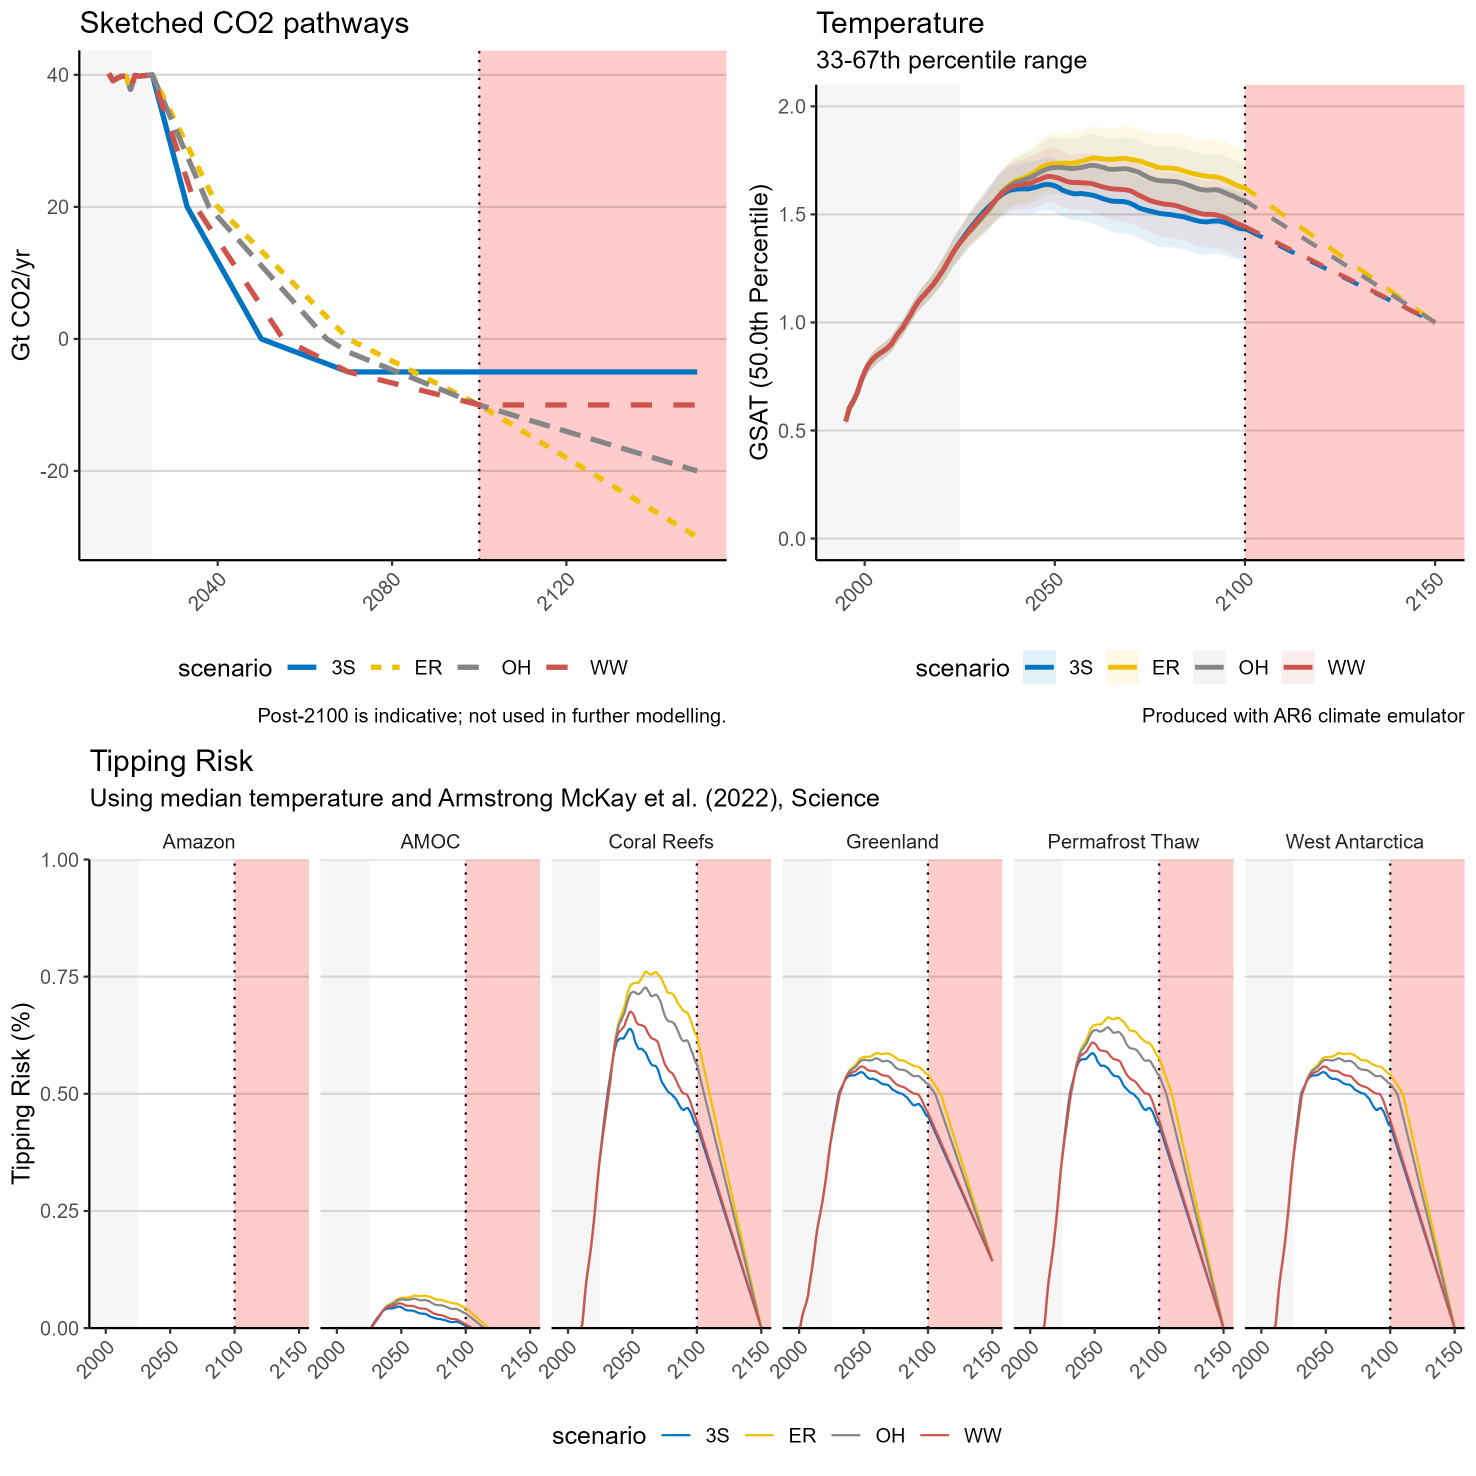 Sketched CO2 pathways
Gt CO2/yr
40
20
0
-20
2040
2080
2120
scenario 3S ER OH WW
Post-2100 is indicative; not used in further modelling.
Temperature
33-67th percentile range
GSAT (50.0th Percentile)
2.0
1.5
1.0
0.5
0.0
2000
2050
2100
2150
scenario 3S ER OH WW
Produced with AR6 climate emulator
Tipping Risk
Using median temperature and Armstrong McKay et al. (2022), Science
Amazon AMOC Coral Reefs Greenland Permafrost Thaw West Antarctica
Tipping Risk (%)
1.00
0.75
0.50
0.25
0.00
2000 2050 2100 2150 2000 2050 2100 2150 2000 2050 2100 2150 2000 2050 2100 2150 2000 2050 2100 2150 2000 2050 2100 2150
scenario 3S ER OH WW